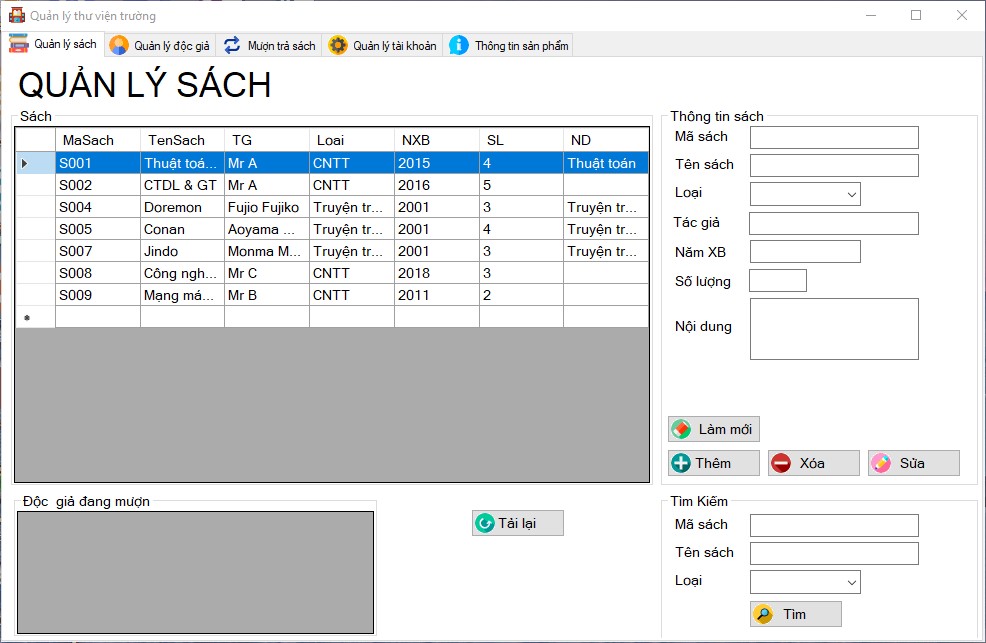 Quản lý thư viện trường
Quản lý sách Quản lý độc giả Mượn trả sách Quản lý tài khoản Thông tin sản phẩm
QUẢN LÝ SÁCH
Sách
MaSach TenSach TG Loai NXB SL ND
S001 Thuật toá... Mr A CNTT 2015 4 Thuật toán
S002 CTDL & GT Mr A CNTT 2016 5
S004 Doremon Fujio Fujiko Truyện tr... 2001 3 Truyện tr...
S005 Conan Aoyama ... Truyện tr... 2001 4 Truyện tr...
S007 Jindo Monma M... Truyện tr... 2001 3 Truyện tr...
S008 Công ngh... Mr C CNTT 2018 3
S009 Mạng má... Mr B CNTT 2011 2
Thông tin sách
Mã sách
Tên sách
Loại
Tác giả
Năm XB
Số lượng
Nội dung
Làm mới
Thêm Xóa Sửa
Độc giả đang mượn
Tải lại
Tìm Kiếm
Mã sách
Tên sách
Loại
Tìm